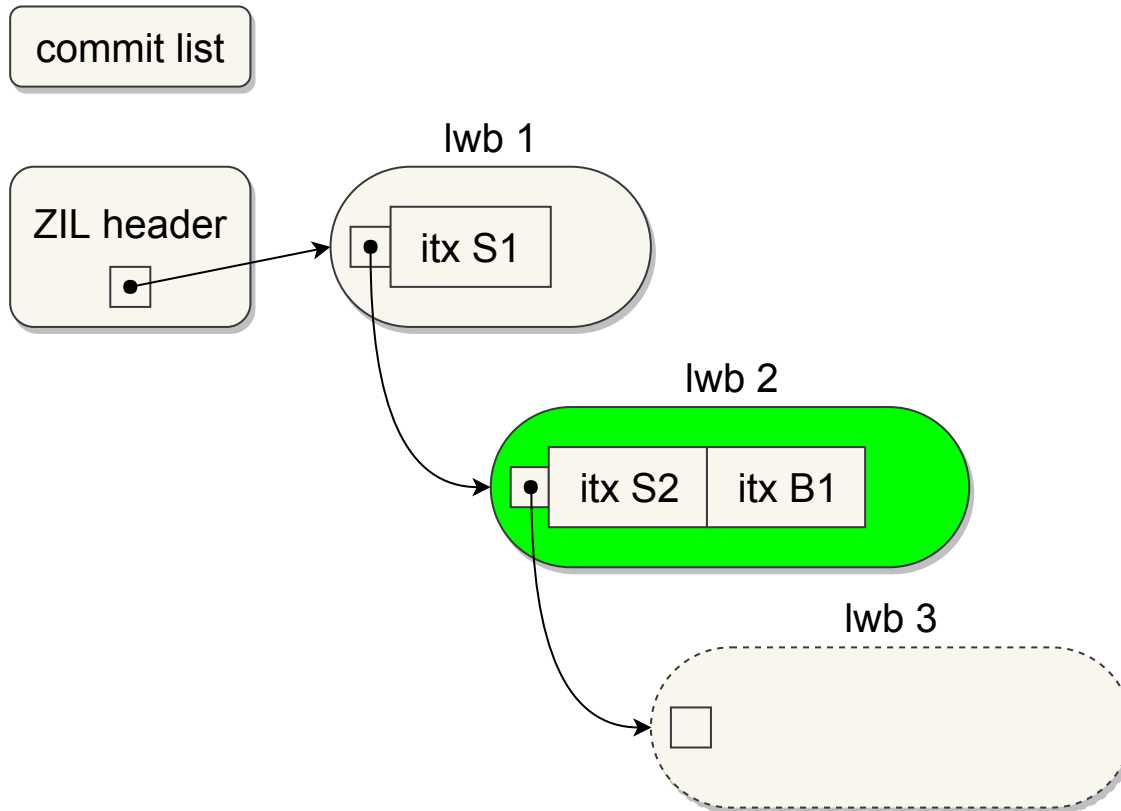 commit list
lwb 1
ZIL header
itx S1
lwb 2
itx S2
itx B1
lwb 3